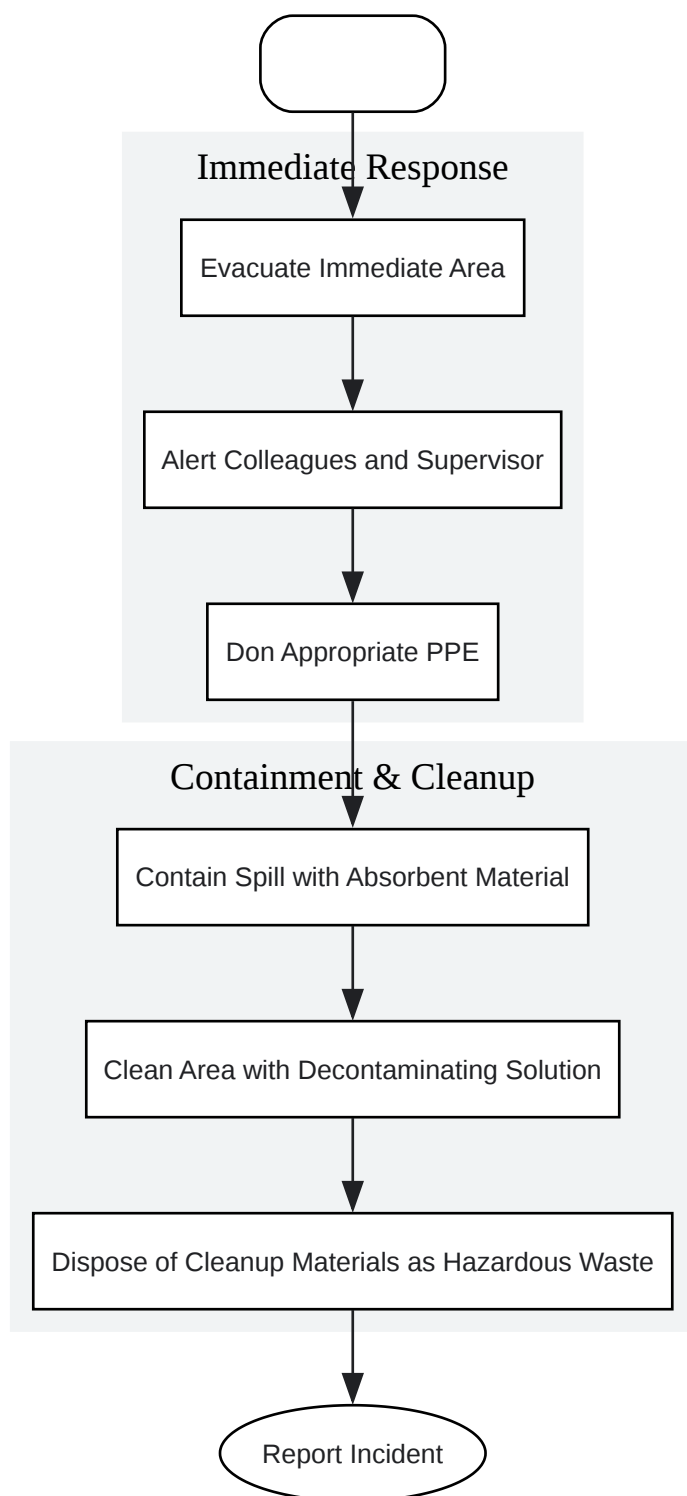 Immediate Response
Evacuate Immediate Area
Alert Colleagues and Supervisor
Don Appropriate PPE
Containment & Cleanup
Contain Spill with Absorbent Material
Clean Area with Decontaminating Solution
Dispose of Cleanup Materials as Hazardous Waste
Report Incident